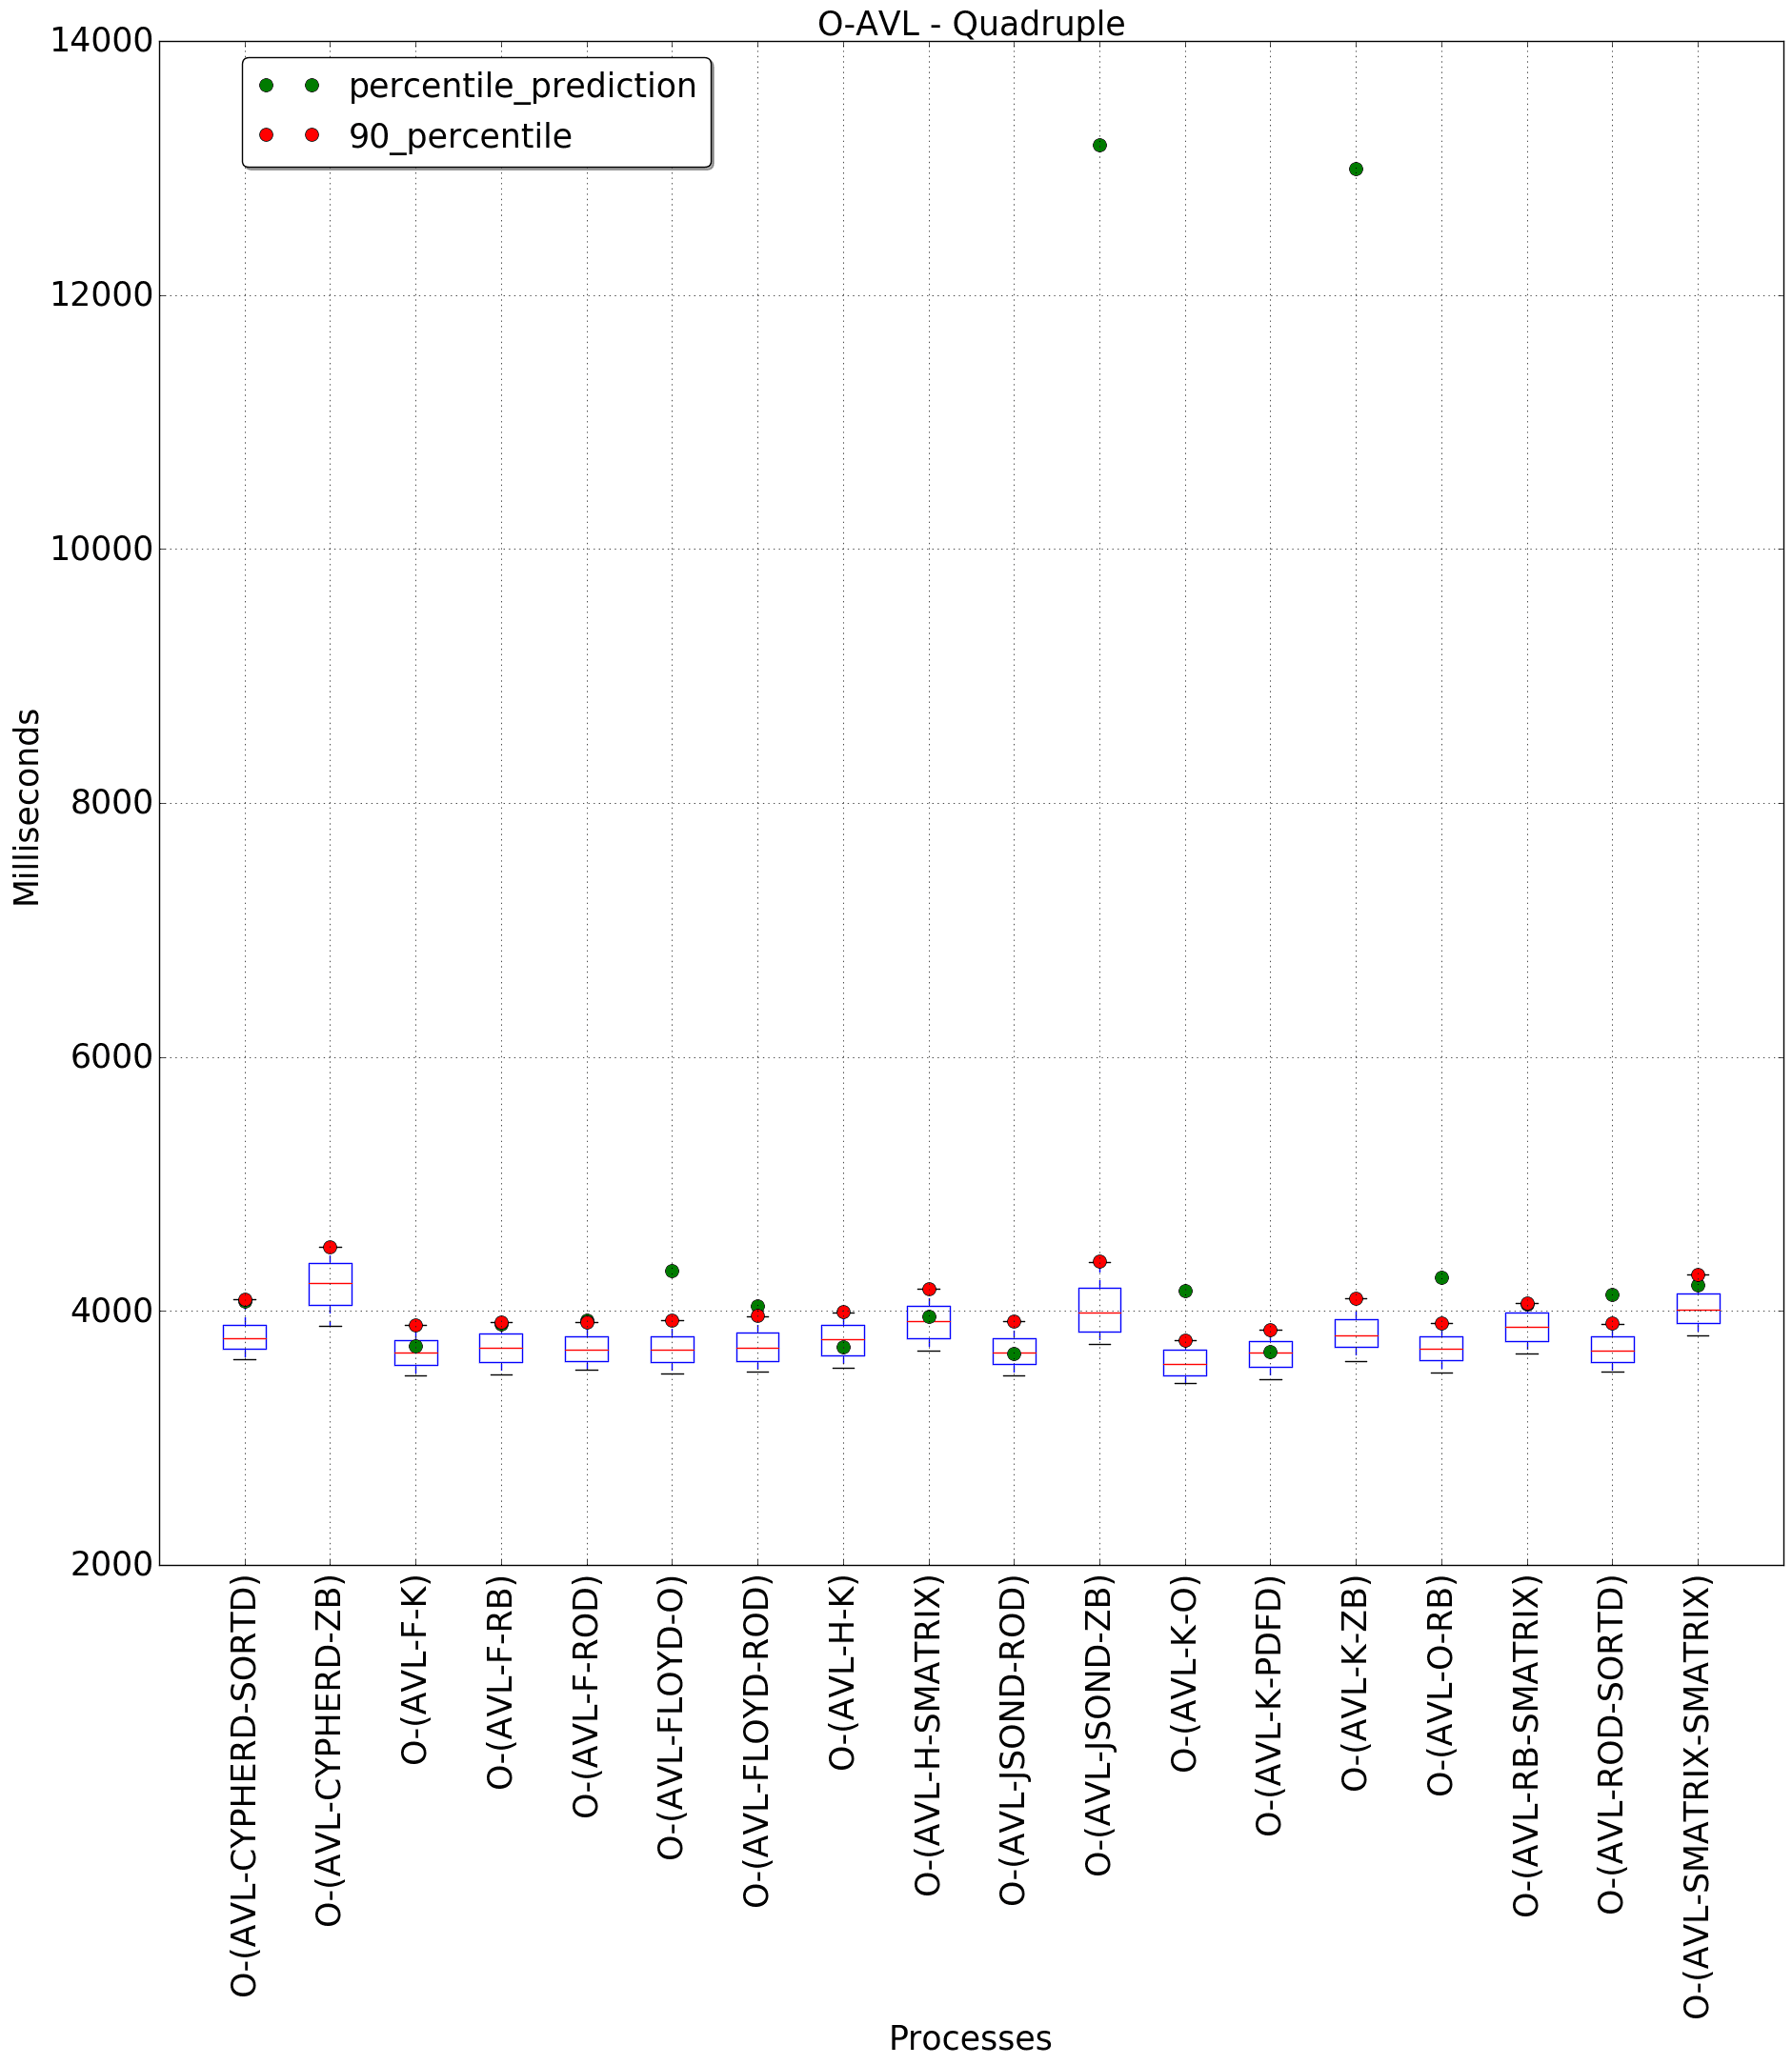 O-AVL - Quadruple
percentile_prediction
90_percentile
14000
12000
10000
8000
6000
4000
2000
Milliseconds
O-(AVL-CYPHERD-SORTD)
O-(AVL-CYPHERD-ZB)
O-(AVL-F-K)
O-(AVL-F-RB)
O-(AVL-F-ROD)
O-(AVL-FLOYD-O)
O-(AVL-FLOYD-ROD)
O-(AVL-H-K)
O-(AVL-H-SMATRIX)
O-(AVL-JSOND-ROD)
O-(AVL-JSOND-ZB)
O-(AVL-K-O)
O-(AVL-K-PDFD)
O-(AVL-K-ZB)
O-(AVL-O-RB)
O-(AVL-RB-SMATRIX)
O-(AVL-ROD-SORTD)
O-(AVL-SMATRIX-SMATRIX)
Processes